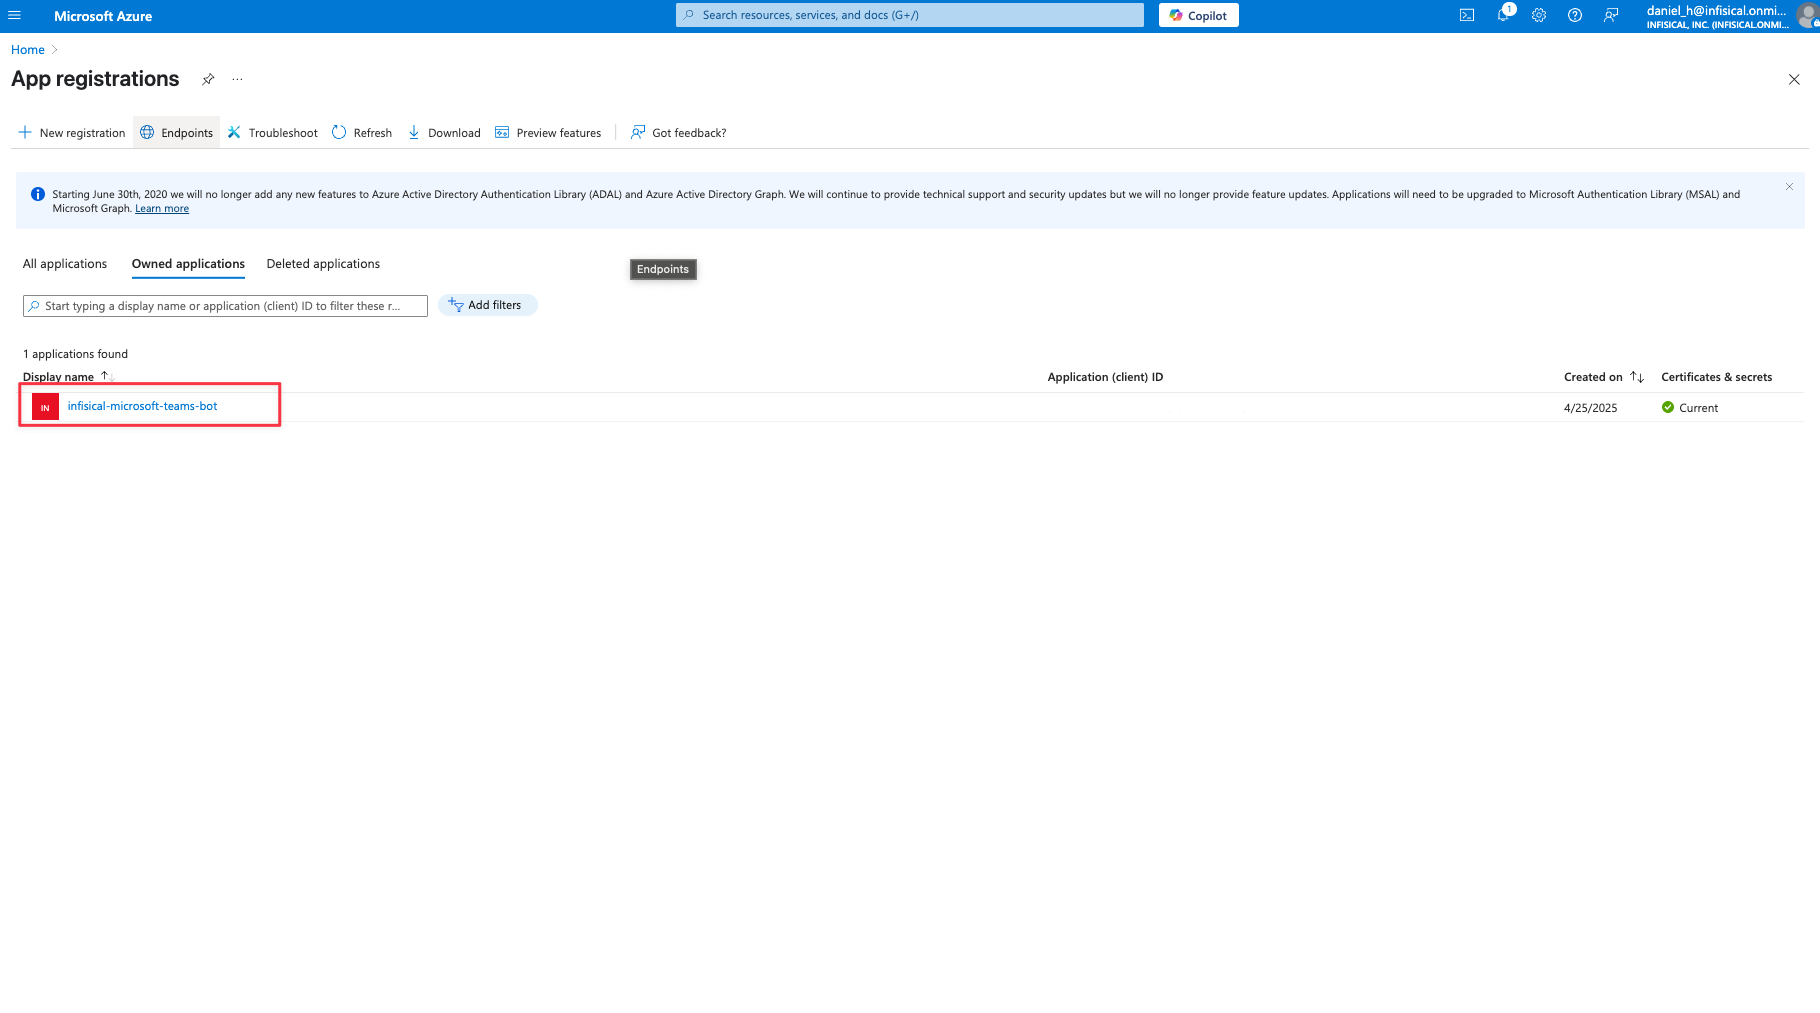 Microsoft Azure
Search resources, services, and docs (G+/)
Copilot
1
daniel_h@infisical.onmi...
INFISICAL, INC. (INFISICAL.ONMI...
Home
App registrations
...
New registration
Endpoints
Troubleshoot
Refresh
Download
Preview features
Got feedback?
Starting June 30th, 2020 we will no longer add any new features to Azure Active Directory Authentication Library (ADAL) and Azure Active Directory Graph. We will continue to provide technical support and security updates but we will no longer provide feature updates. Applications will need to be upgraded to Microsoft Authentication Library (MSAL) and
Microsoft Graph. Learn more
All applications
Owned applications
Deleted applications
Endpoints
Start typing a display name or application (client) ID to filter these r...
Add filters
1 applications found
Display name
Application (client) ID
Created on
Certificates & secrets
IN
infisical-microsoft-teams-bot
4/25/2025
Current